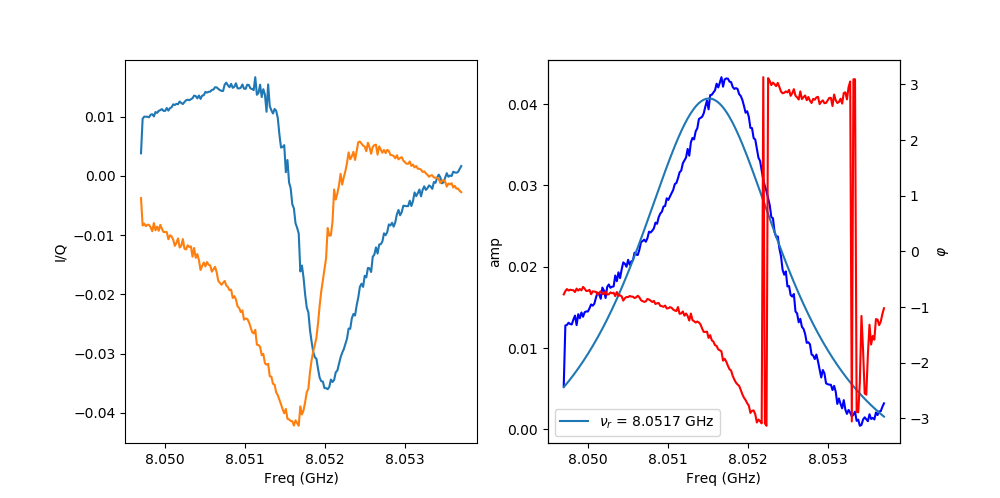 0.01
0.00
−0.01
−0.02
−0.03
−0.04
I/Q
8.050 8.051 8.052 8.053
Freq (GHz)
0.04
0.03
0.02
0.01
0.00
amp
3
2
1
0
−1
−2
−3
φ
νr = 8.0517 GHz
8.050 8.051 8.052 8.053
Freq (GHz)